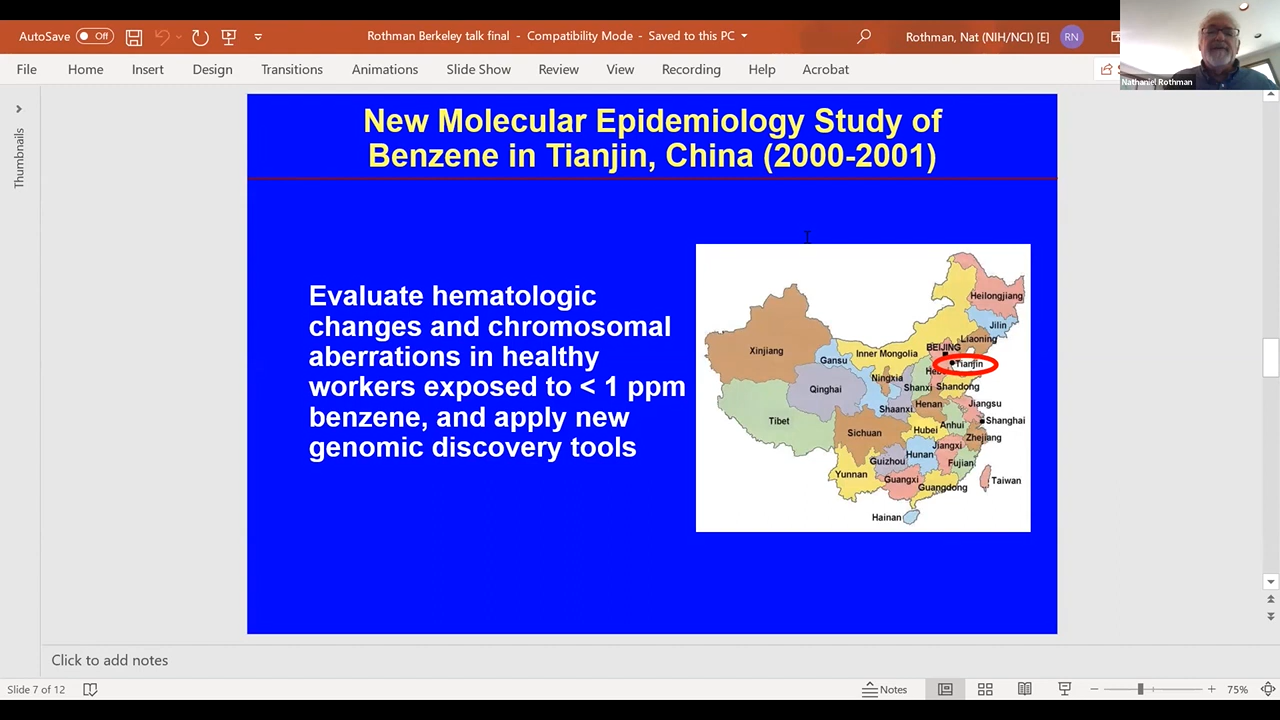 AutoSave Off Rothman Berkeley talk final - Compatibility Mode - Saved to this PC Rothman, Nat (NIH/NCI) [E] RN
Nathaniel Rothman
File Home Insert Design Transitions Animations Slide Show Review View Recording Help Acrobat
Thumbnails
New Molecular Epidemiology Study of
Benzene in Tianjin, China (2000-2001)
Evaluate hematologic
changes and chromosomal
aberrations in healthy
workers exposed to < 1 ppm
benzene, and apply new
genomic discovery tools
Heilongjiang
Jilin
Liaoning
BEIJING
Xinjiang
Inner Mongolia
Gansu
Tianjin
Ningxia
Shanxi
Shandong
Qinghai
Jiangsu
Henan
Shaanxi
Tibet
Shanghai
Anhui
Hubei
Sichuan
Zhejiang
Jiangxi
Hunan
Guizhou
Fujian
Yunnan
Guangxi
Taiwan
Guangdong
Hainan
Click to add notes
Slide 7 of 12 Notes 75%